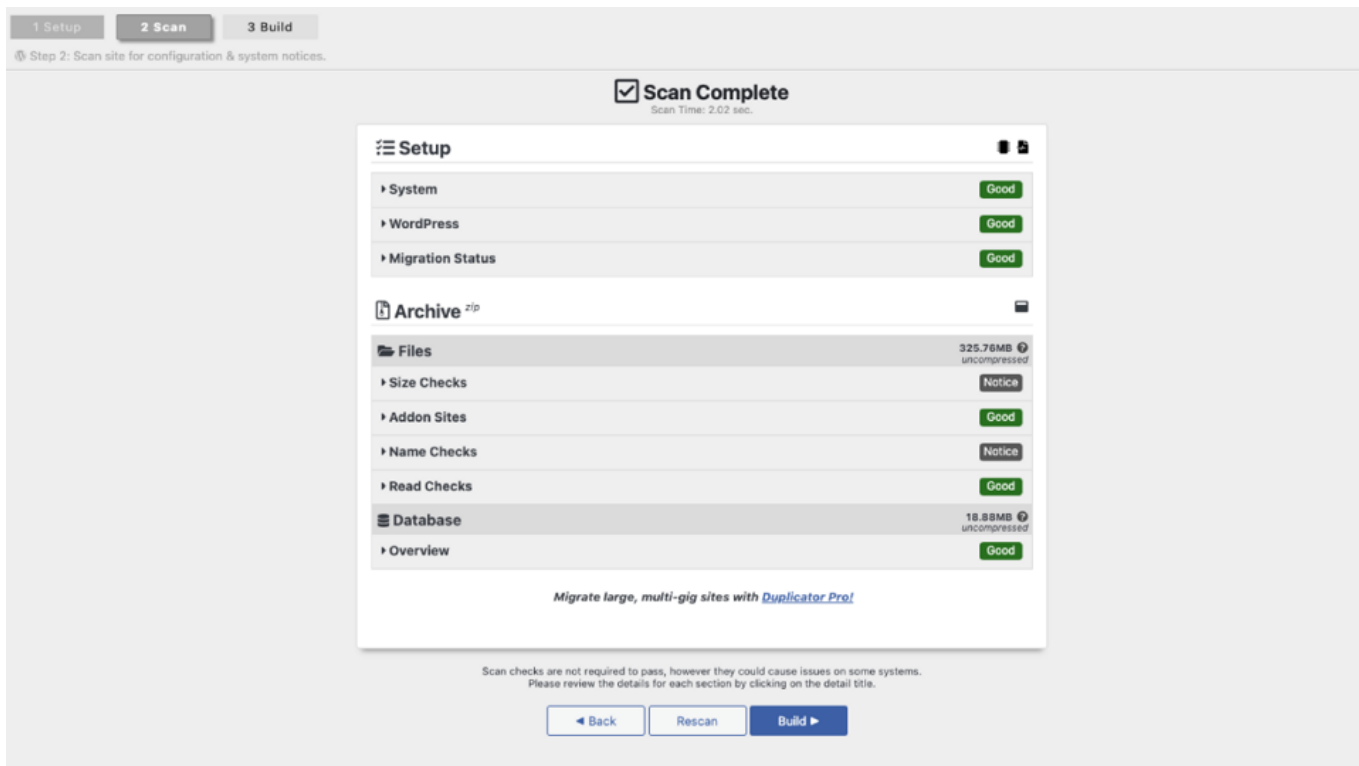 1 Setup
2 Scan
3 Build
Step 2: Scan site for configuration & system notices.
Scan Complete
Scan Time: 2.02 sec.
Setup
System Good
WordPress Good
Migration Status Good
Archive zip
Files 325.76MB
uncompressed
Size Checks Notice
Addon Sites Good
Name Checks Notice
Read Checks Good
Database 18.88MB
uncompressed
Overview Good
Migrate large, multi-gig sites with Duplicator Pro!
Scan checks are not required to pass, however they could cause issues on some systems.
Please review the details for each section by clicking on the detail title.
Back
Rescan
Build